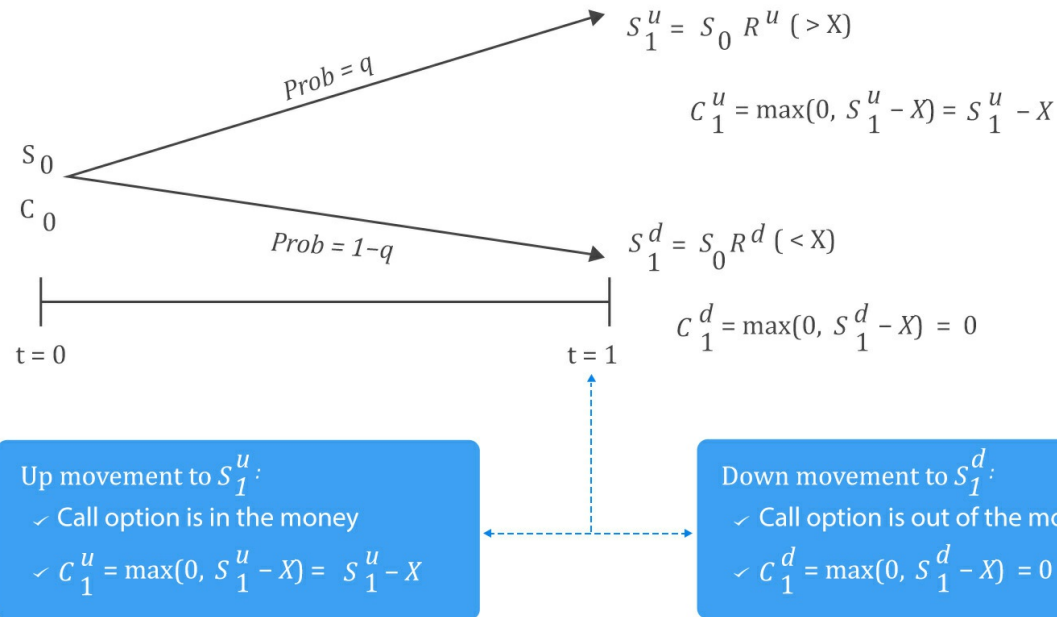 S₁ᵘ = S₀ Rᵘ ( > X)
Prob = q
C₁ᵘ = max(0, S₁ᵘ − X) = S₁ᵘ − X
S₀
C₀
Prob = 1−q
S₁ᵈ = S₀ Rᵈ ( < X)
C₁ᵈ = max(0, S₁ᵈ − X) = 0
t = 0
t = 1
Up movement to S₁ᵘ:
✓ Call option is in the money
✓ C₁ᵘ = max(0, S₁ᵘ − X) = S₁ᵘ − X
Down movement to S₁ᵈ:
✓ Call option is out of the mo
✓ C₁ᵈ = max(0, S₁ᵈ − X) = 0